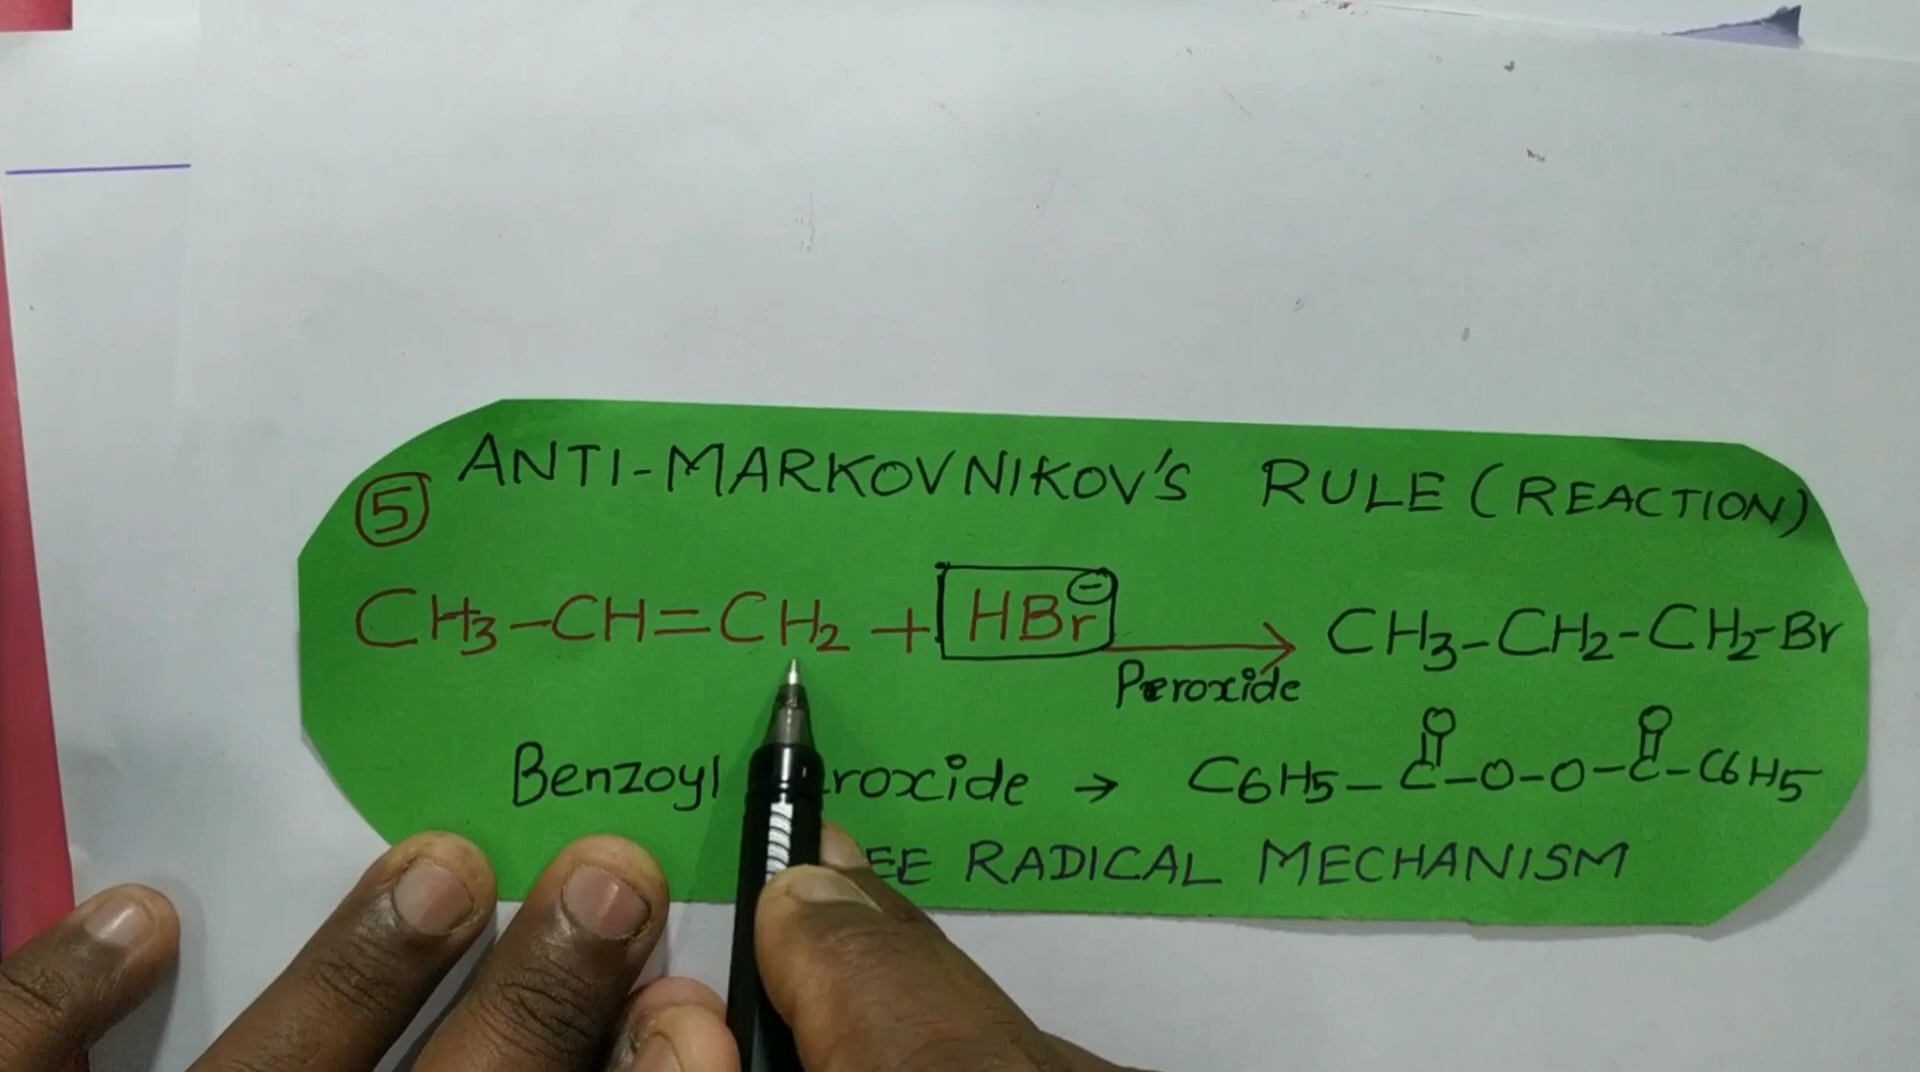 ANTI-MARKOVNIKOV'S RULE (REACTION)
5
CH3-CH=CH2 + HBr⊖ → CH3-CH2-CH2-Br
Peroxide
Benzoyl roxide → C6H5-C(=O)-O-O-C(=O)-C6H5
EE RADICAL MECHANISM